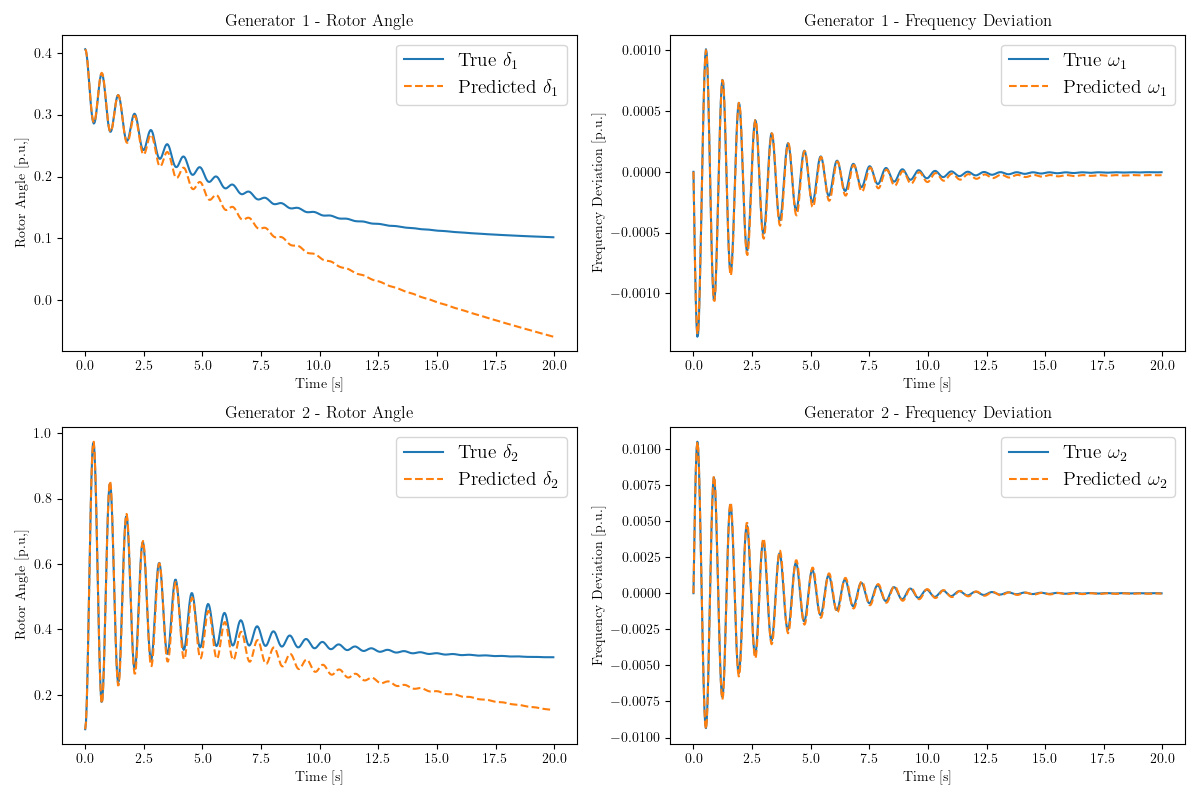 Generator 1 - Rotor Angle
0.4
0.3
0.2
0.1
0.0
Rotor Angle [p.u.]
True δ₁
Predicted δ₁
0.0 2.5 5.0 7.5 10.0 12.5 15.0 17.5 20.0
Time [s]
Generator 1 - Frequency Deviation
0.0010
0.0005
0.0000
−0.0005
−0.0010
Frequency Deviation [p.u.]
True ω₁
Predicted ω₁
0.0 2.5 5.0 7.5 10.0 12.5 15.0 17.5 20.0
Time [s]
Generator 2 - Rotor Angle
1.0
0.8
0.6
0.4
0.2
Rotor Angle [p.u.]
True δ₂
Predicted δ₂
0.0 2.5 5.0 7.5 10.0 12.5 15.0 17.5 20.0
Time [s]
Generator 2 - Frequency Deviation
0.0100
0.0075
0.0050
0.0025
0.0000
−0.0025
−0.0050
−0.0075
−0.0100
Frequency Deviation [p.u.]
True ω₂
Predicted ω₂
0.0 2.5 5.0 7.5 10.0 12.5 15.0 17.5 20.0
Time [s]